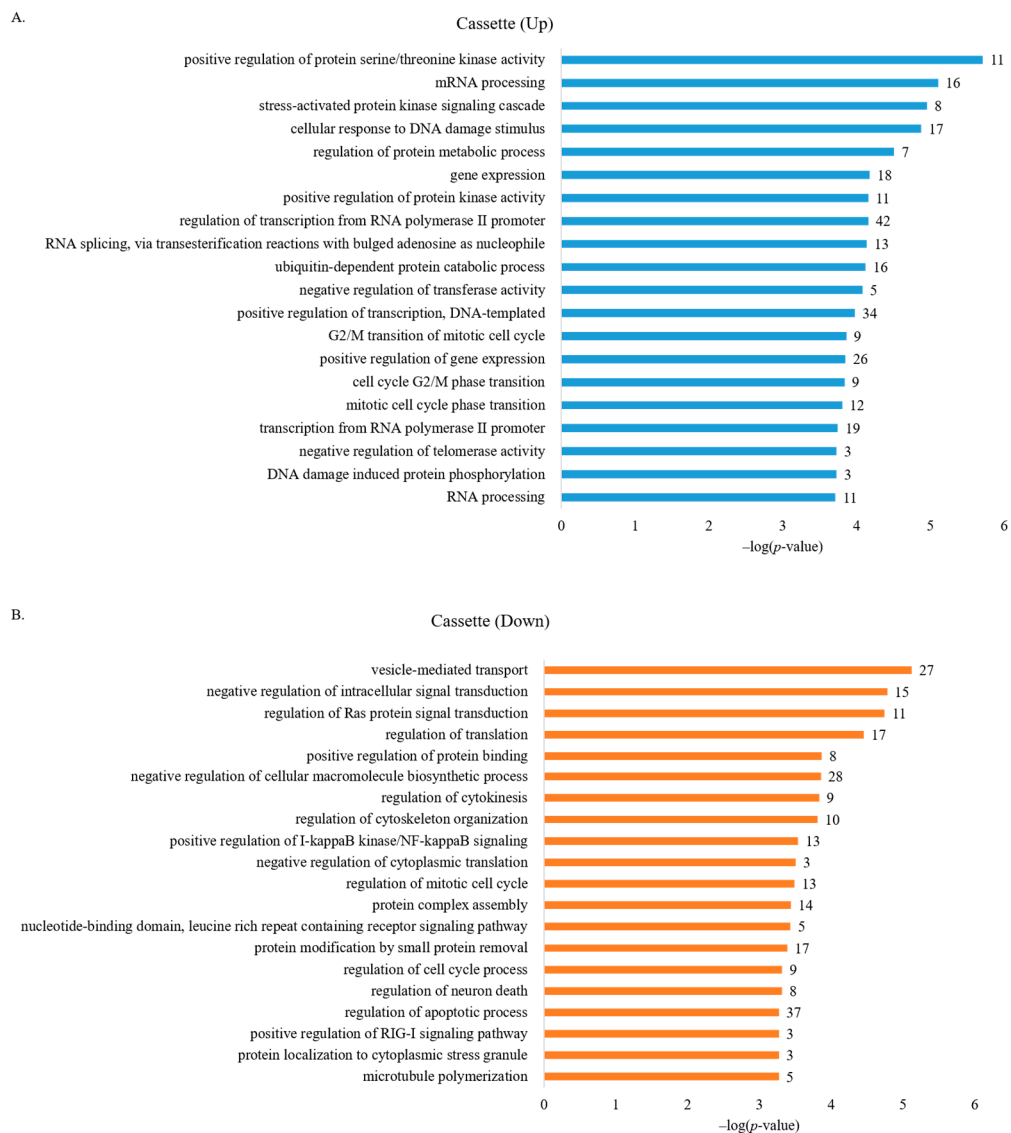 A.
Cassette (Up)
positive regulation of protein serine/threonine kinase activity 11
mRNA processing 16
stress-activated protein kinase signaling cascade 8
cellular response to DNA damage stimulus 17
regulation of protein metabolic process 7
gene expression 18
positive regulation of protein kinase activity 11
regulation of transcription from RNA polymerase II promoter 42
RNA splicing, via transesterification reactions with bulged adenosine as nucleophile 13
ubiquitin-dependent protein catabolic process 16
negative regulation of transferase activity 5
positive regulation of transcription, DNA-templated 34
G2/M transition of mitotic cell cycle 9
positive regulation of gene expression 26
cell cycle G2/M phase transition 9
mitotic cell cycle phase transition 12
transcription from RNA polymerase II promoter 19
negative regulation of telomerase activity 3
DNA damage induced protein phosphorylation 3
RNA processing 11
0 1 2 3 4 5 6
–log(p-value)
B.
Cassette (Down)
vesicle-mediated transport 27
negative regulation of intracellular signal transduction 15
regulation of Ras protein signal transduction 11
regulation of translation 17
positive regulation of protein binding 8
negative regulation of cellular macromolecule biosynthetic process 28
regulation of cytokinesis 9
regulation of cytoskeleton organization 10
positive regulation of I-kappaB kinase/NF-kappaB signaling 13
negative regulation of cytoplasmic translation 3
regulation of mitotic cell cycle 13
protein complex assembly 14
nucleotide-binding domain, leucine rich repeat containing receptor signaling pathway 5
protein modification by small protein removal 17
regulation of cell cycle process 9
regulation of neuron death 8
regulation of apoptotic process 37
positive regulation of RIG-I signaling pathway 3
protein localization to cytoplasmic stress granule 3
microtubule polymerization 5
0 1 2 3 4 5 6
–log(p-value)